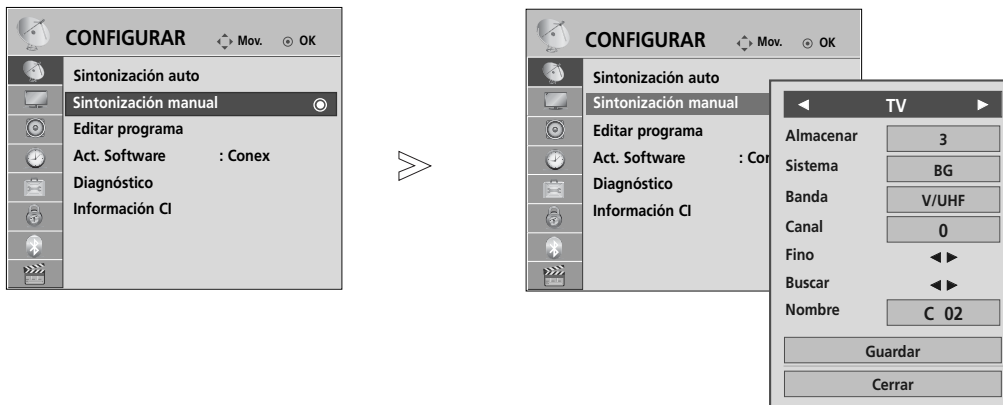 CONFIGURAR Mov. OK
Sintonización auto
Sintonización manual
Editar programa
Act. Software : Conex
Diagnóstico
Información CI
CONFIGURAR Mov. OK
Sintonización auto
Sintonización manual
Editar programa
Act. Software : Con
Diagnóstico
Información CI
◄ TV ►
Almacenar 3
Sistema BG
Banda V/UHF
Canal 0
Fino ◄ ►
Buscar ◄ ►
Nombre C 02
Guardar
Cerrar